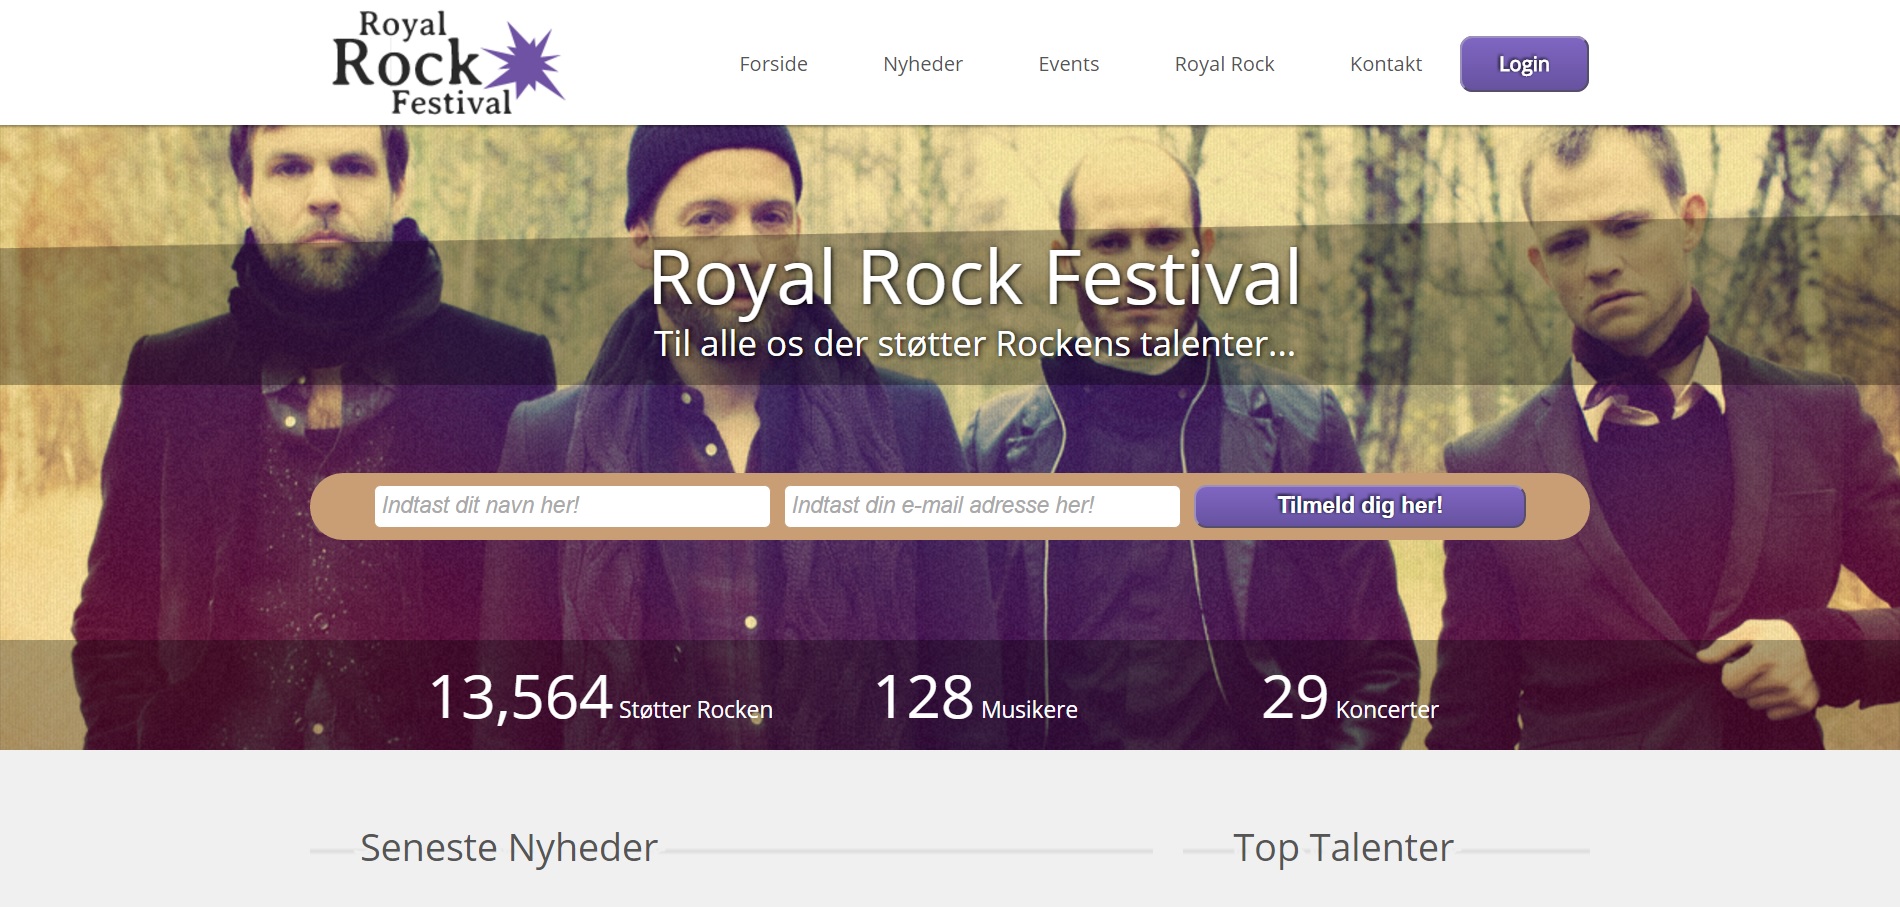 Royal
Rock
Festival
Forside Nyheder Events Royal Rock Kontakt Login
Royal Rock Festival
Til alle os der støtter Rockens talenter...
Indtast dit navn her! Indtast din e-mail adresse her! Tilmeld dig her!
13,564 Støtter Rocken 128 Musikere 29 Koncerter
Seneste Nyheder Top Talenter